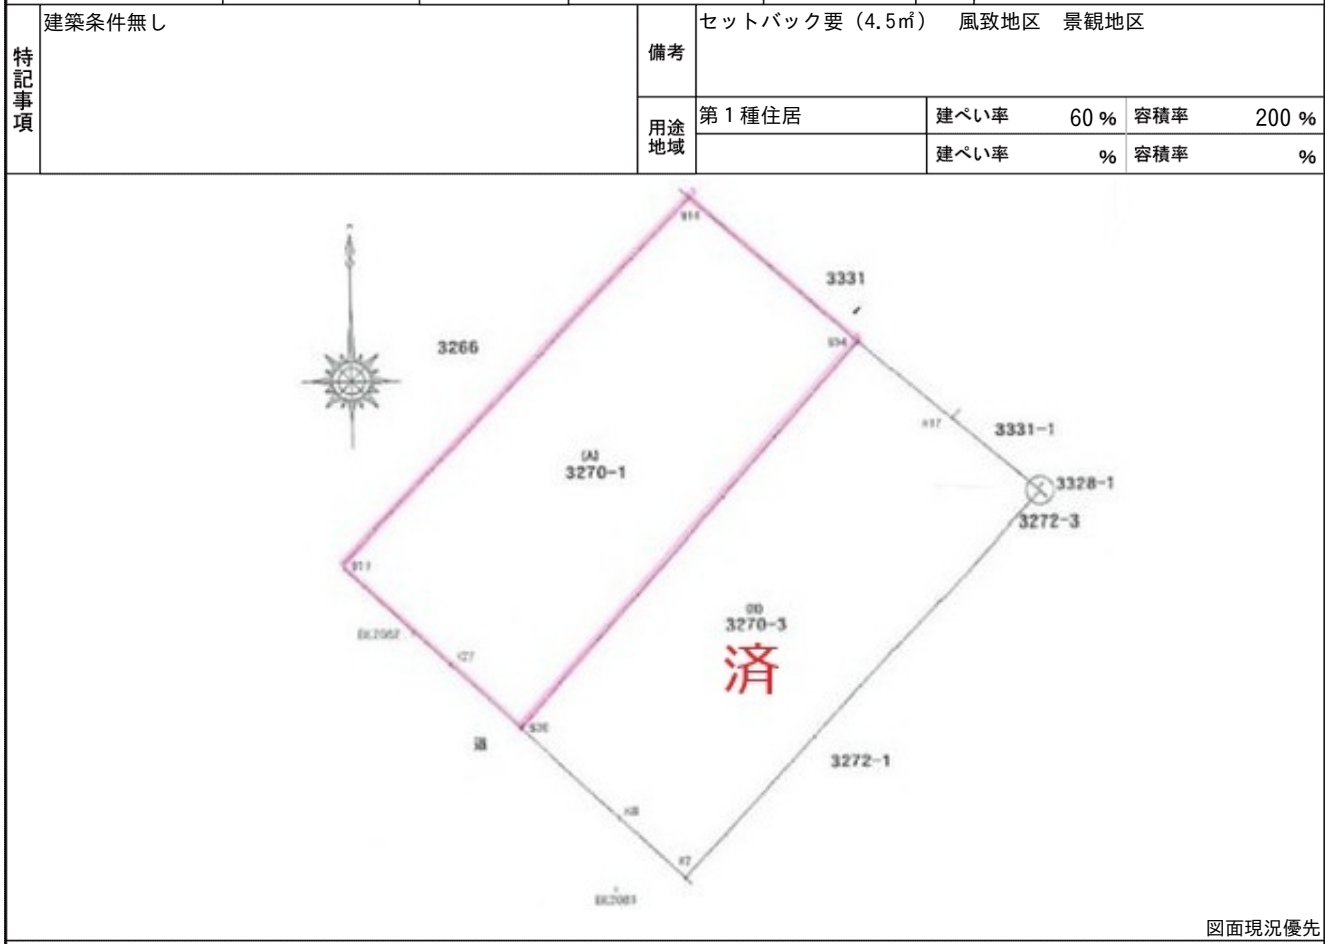 建築条件無し
特記事項
備考
セットバック要（4.5㎡）　風致地区　景観地区
用途地域
第１種住居
建ぺい率 60 % 容積率 200 %
建ぺい率 % 容積率 %
3331
3266
3331-1
(A)
3270-1
3328-1
3272-3
3270-3
済
道
3272-1
K7
図面現況優先